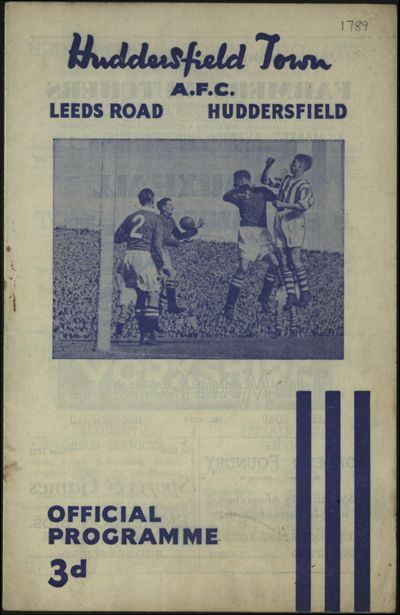 1789
Huddersfield Town
A.F.C.
LEEDS ROAD HUDDERSFIELD
2
OFFICIAL
PROGRAMME
3d